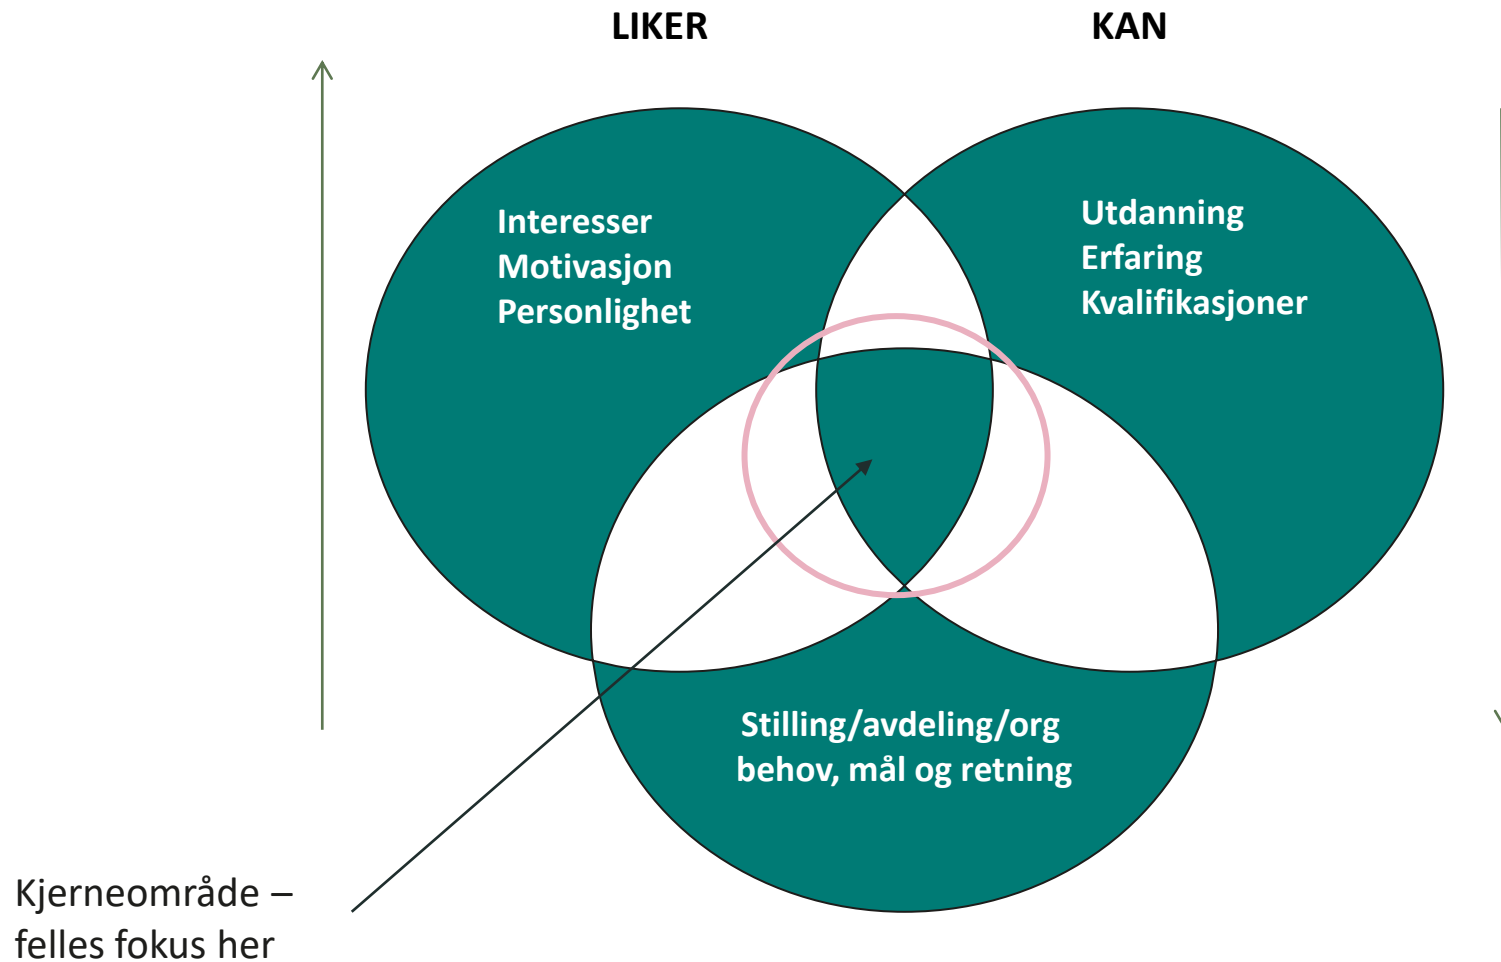 LIKER
KAN
Interesser
Motivasjon
Personlighet
Utdanning
Erfaring
Kvalifikasjoner
Stilling/avdeling/org
behov, mål og retning
Kjerneområde –
felles fokus her